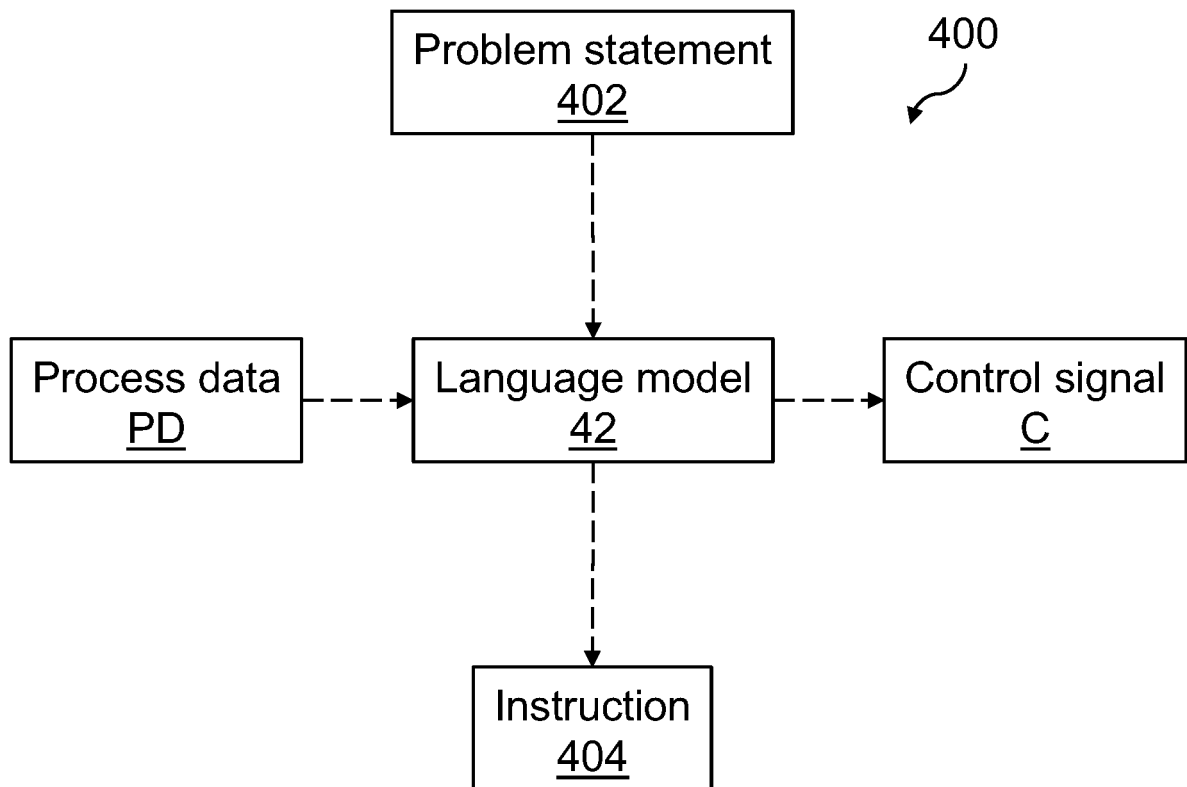 Problem statement
402
400
Process data
PD
Language model
42
Control signal
C
Instruction
404